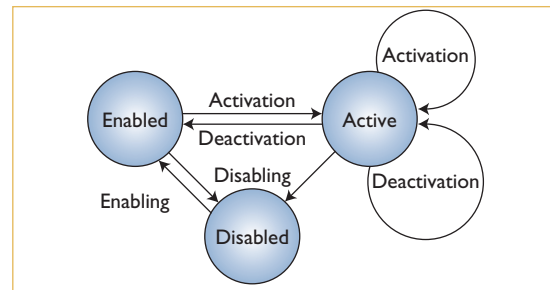 Activation
Activation
Enabled
Active
Deactivation
Disabling
Deactivation
Enabling
Disabled